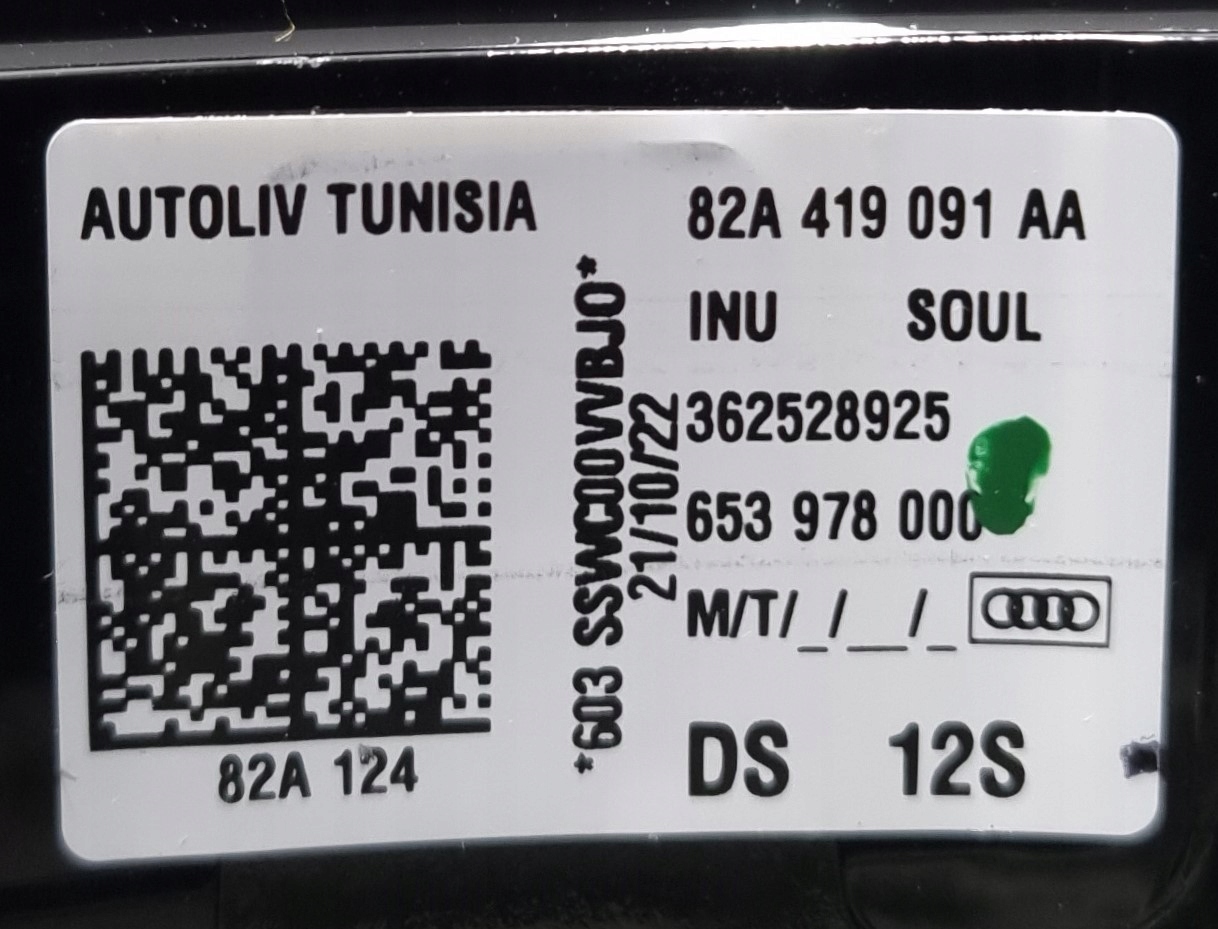 AUTOLIV TUNISIA
82A 124
*603 SSWC00VVBJ0*
21/10/22
82A 419 091 AA
INU SOUL
362528925
653 978 000
M/T/_/__/_
DS 12S